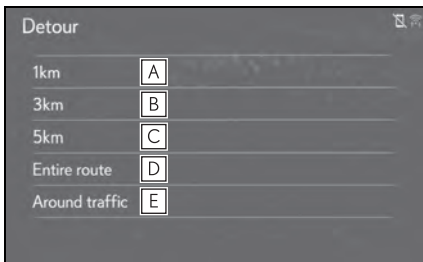 Detour
1km A
3km B
5km C
Entire route D
Around traffic E